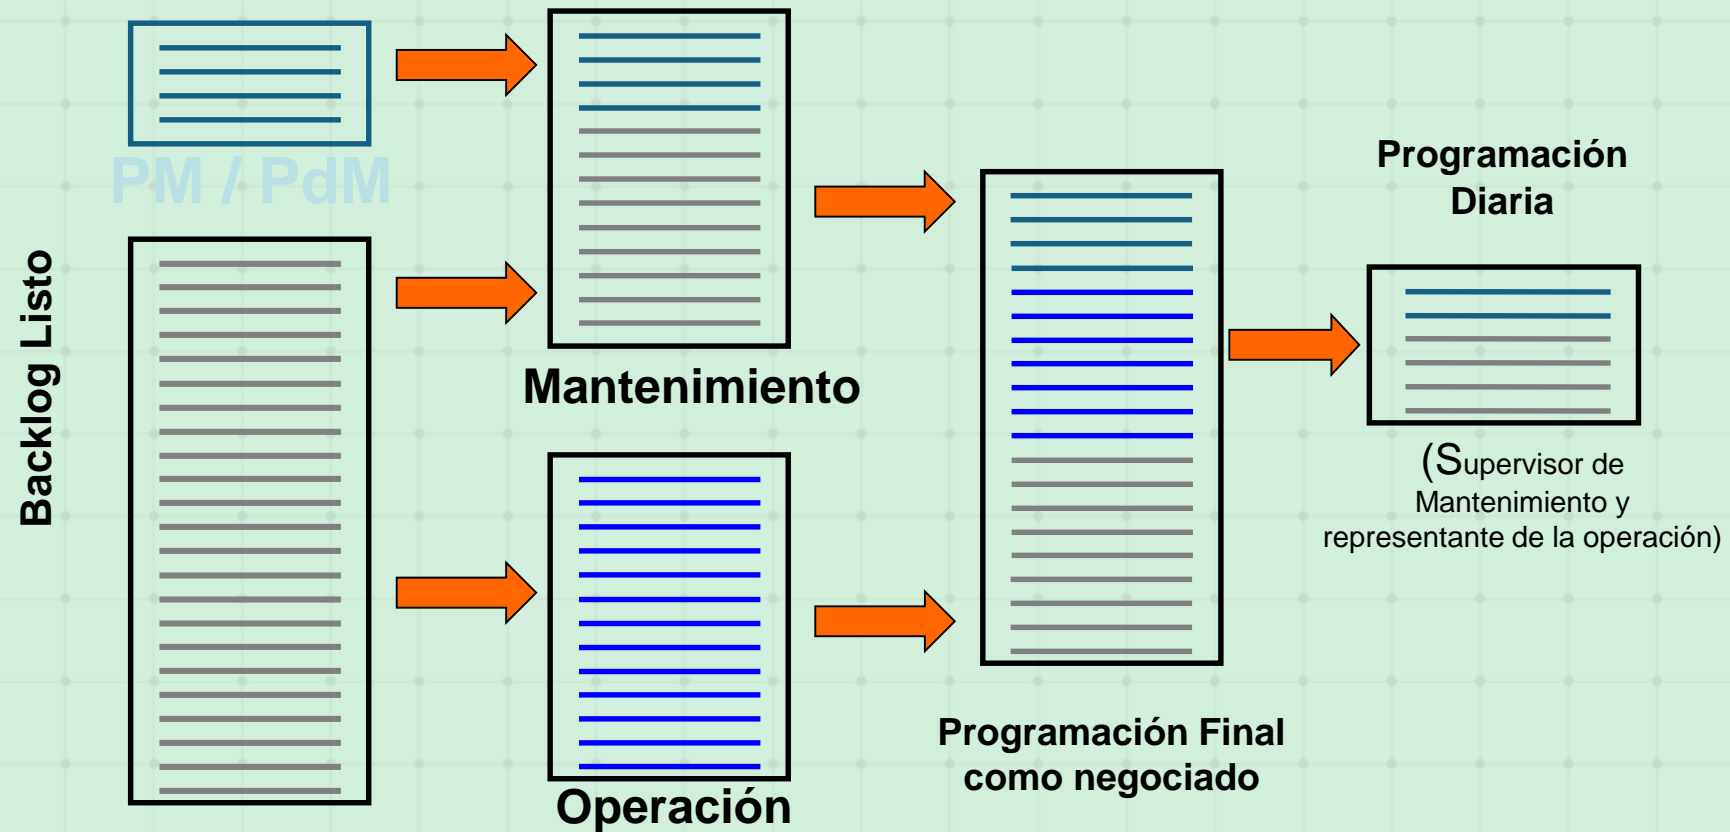 PM / PdM
Backlog Listo
Mantenimiento
Operación
Programación Final
como negociado
Programación
Diaria
(Supervisor de
Mantenimiento y
representante de la operación)